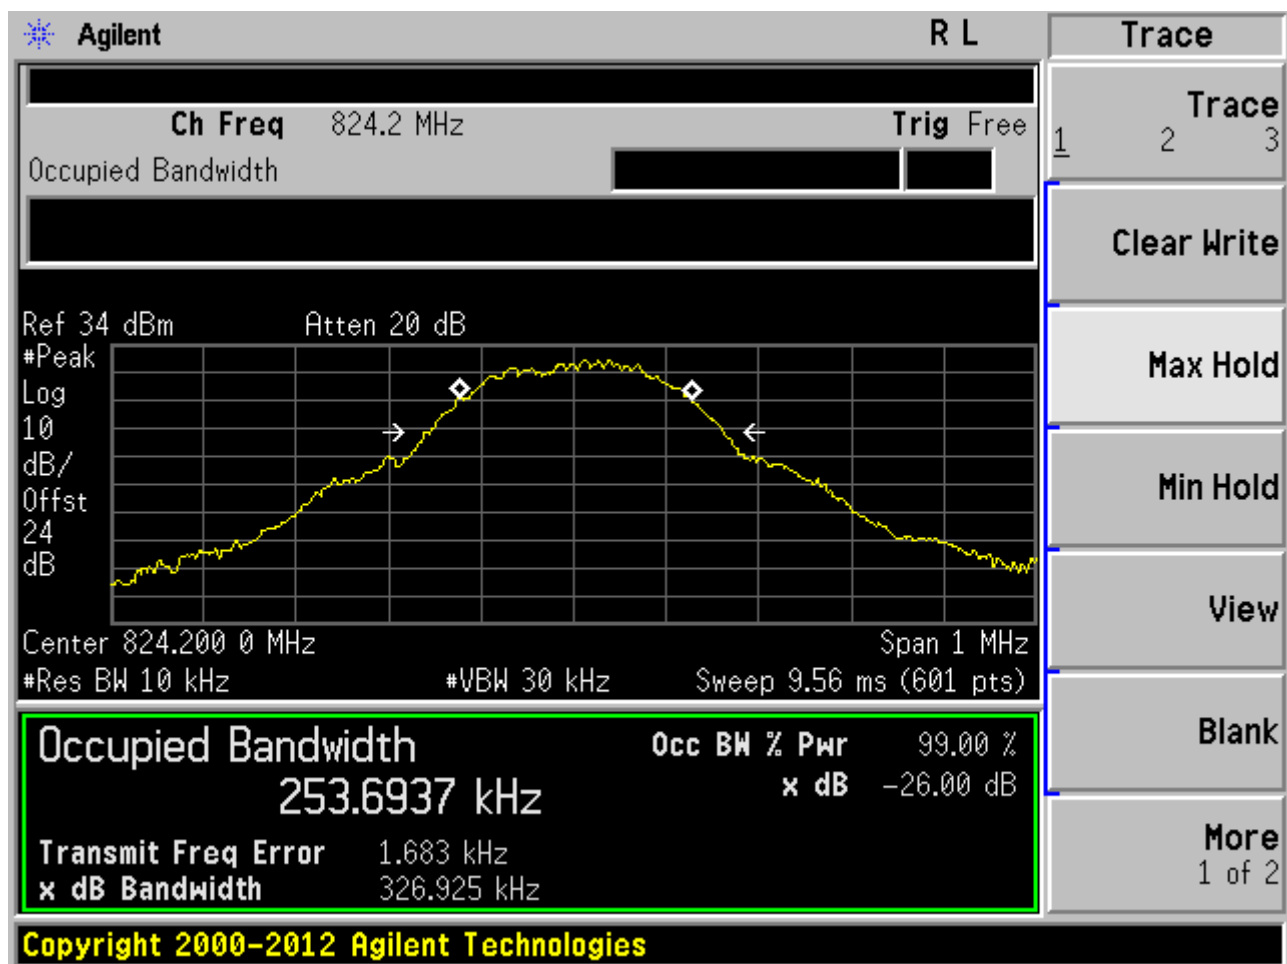 Agilent R L Trace
Ch Freq 824.2 MHz Trig Free
Occupied Bandwidth
Trace
1 2 3
Clear Write
Max Hold
Min Hold
View
Blank
More
1 of 2
Ref 34 dBm Atten 20 dB
#Peak
Log
10
dB/
Offst
24
dB
Center 824.200 0 MHz Span 1 MHz
#Res BW 10 kHz #VBW 30 kHz Sweep 9.56 ms (601 pts)
Occupied Bandwidth Occ BW % Pwr 99.00 %
253.6937 kHz x dB -26.00 dB
Transmit Freq Error 1.683 kHz
x dB Bandwidth 326.925 kHz
Copyright 2000-2012 Agilent Technologies